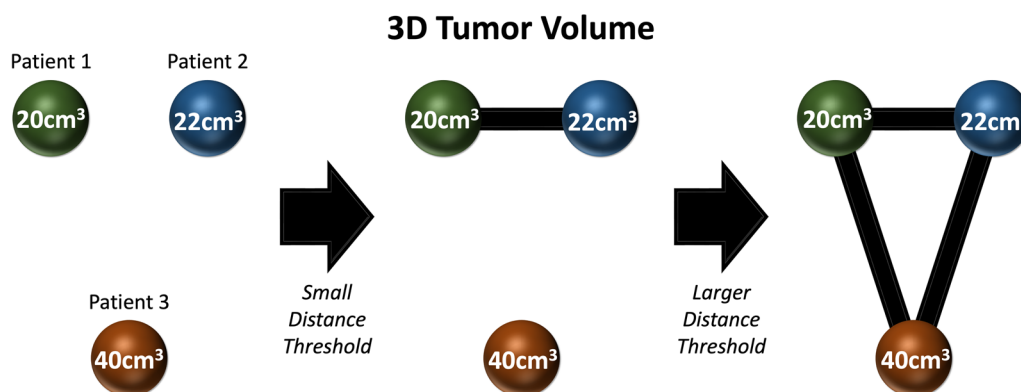 3D Tumor Volume
Patient 1
Patient 2
20cm³
22cm³
20cm³
22cm³
20cm³
22cm
Patient 3
Small
Distance
Threshold
Larger
Distance
Threshold
40cm³
40cm³
40cm³